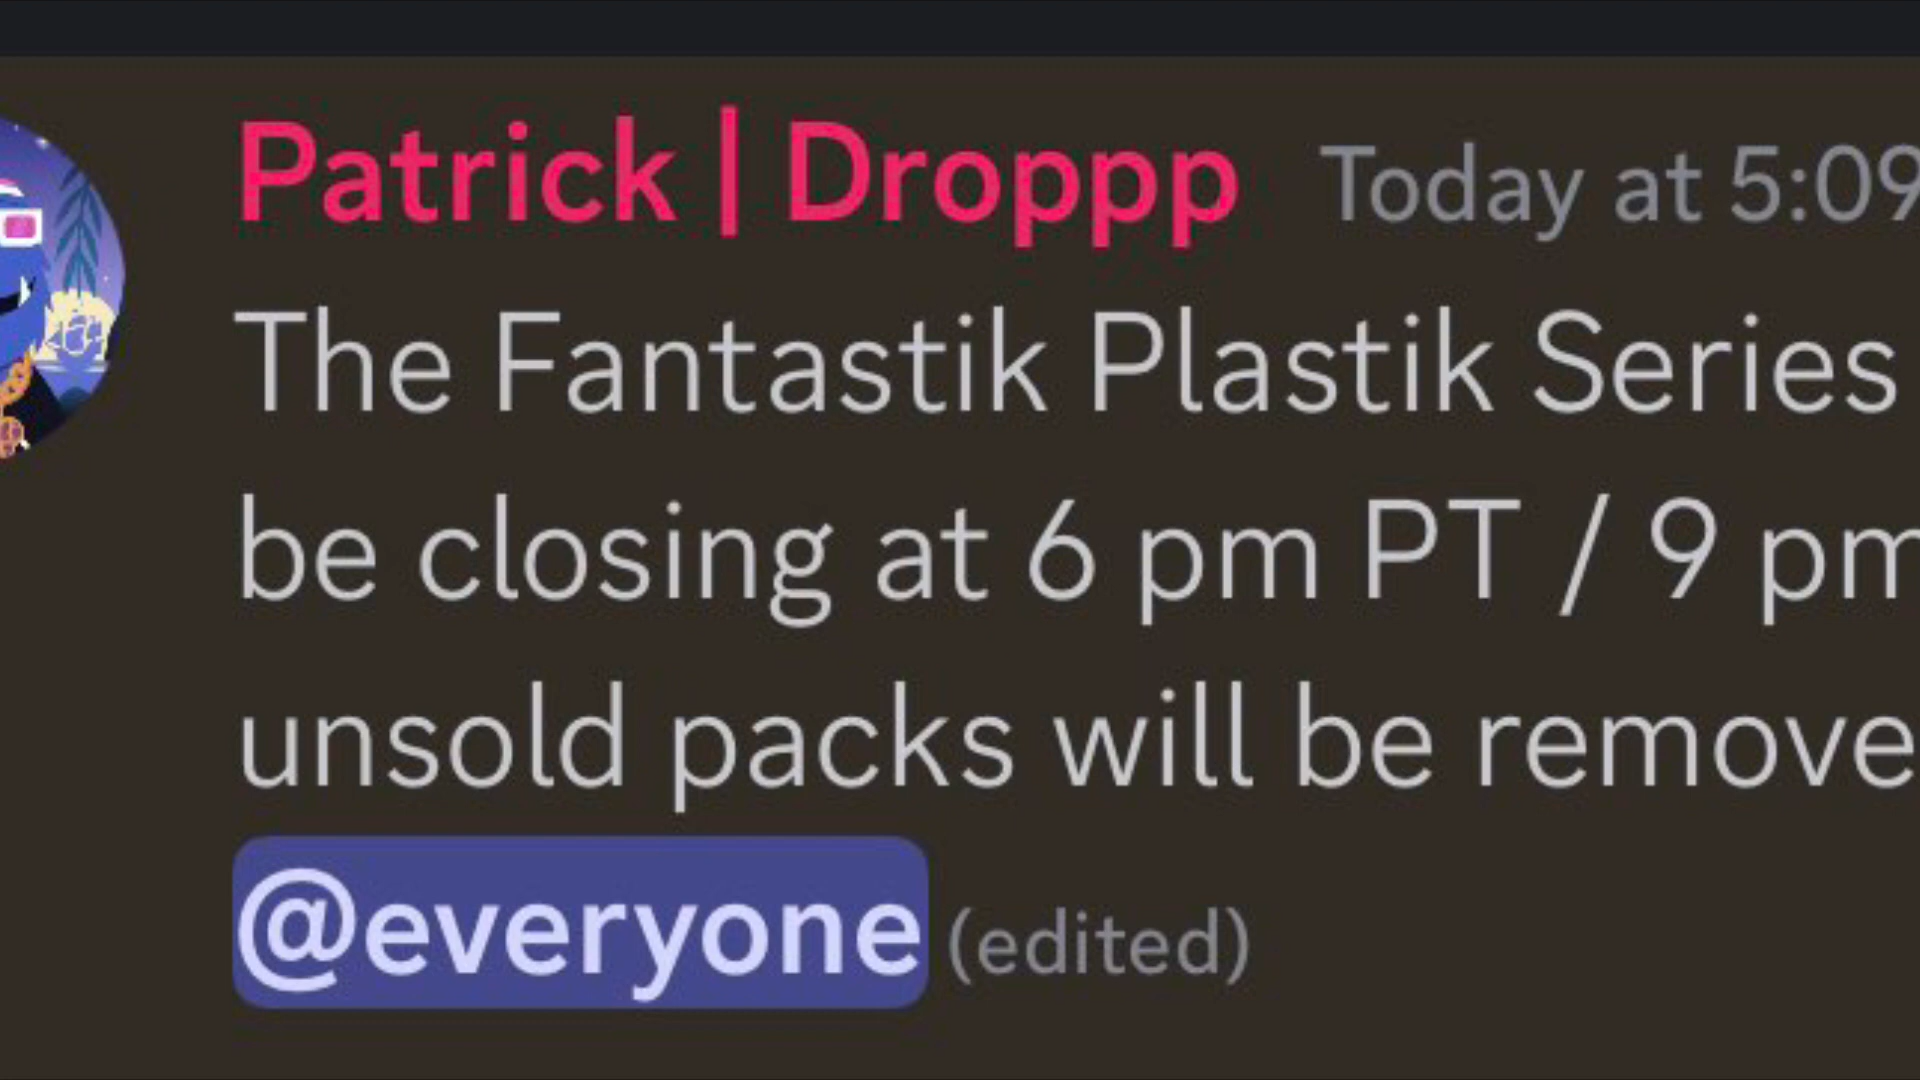 Patrick | Droppp Today at 5:09
The Fantastik Plastik Series
be closing at 6 pm PT / 9 pm
unsold packs will be remove
@everyone (edited)